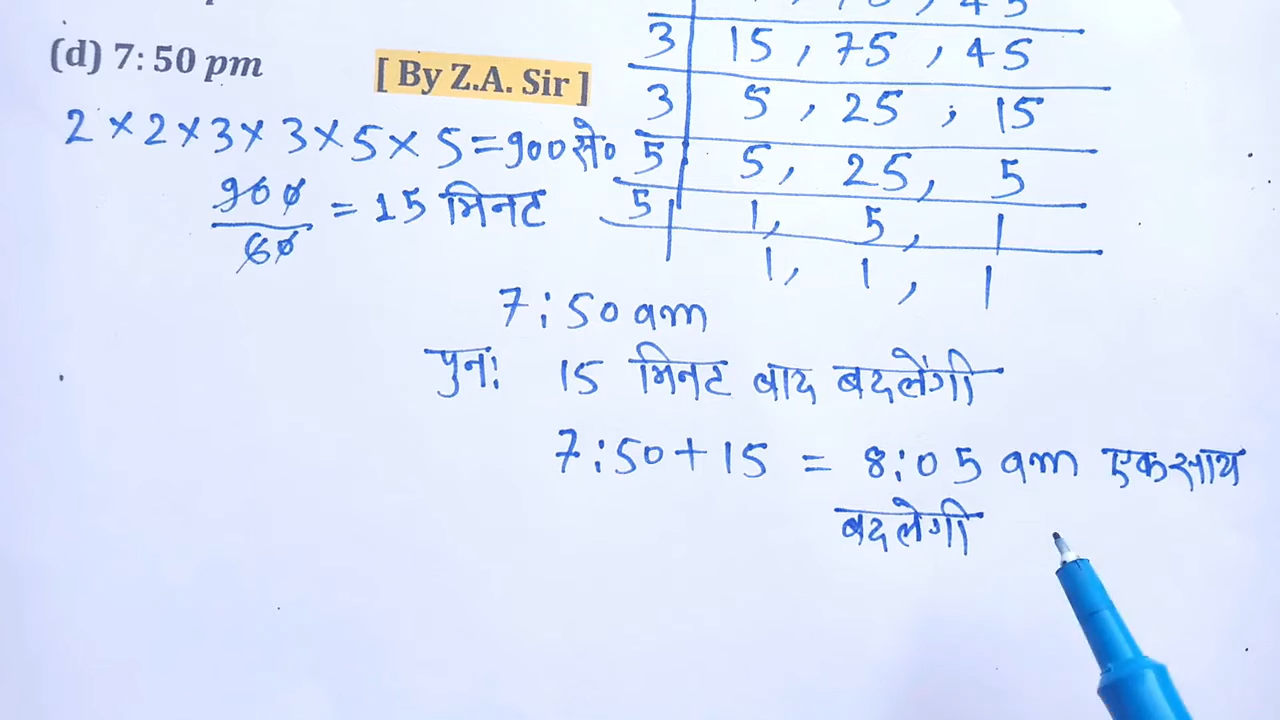 (d) 7: 50 pm
[ By Z.A. Sir ]
2 × 2 × 3 × 3 × 5 × 5 = 900 से०
900
60
= 15 मिनट
3 15, 75, 45
3 5, 25, 15
5 5, 25, 5
5 1, 5, 1
1, 1, 1
7:50 am
पुनः 15 मिनट बाद बदलेंगी
7:50 + 15 = 8:05 am एकसाथ
बदलेगी